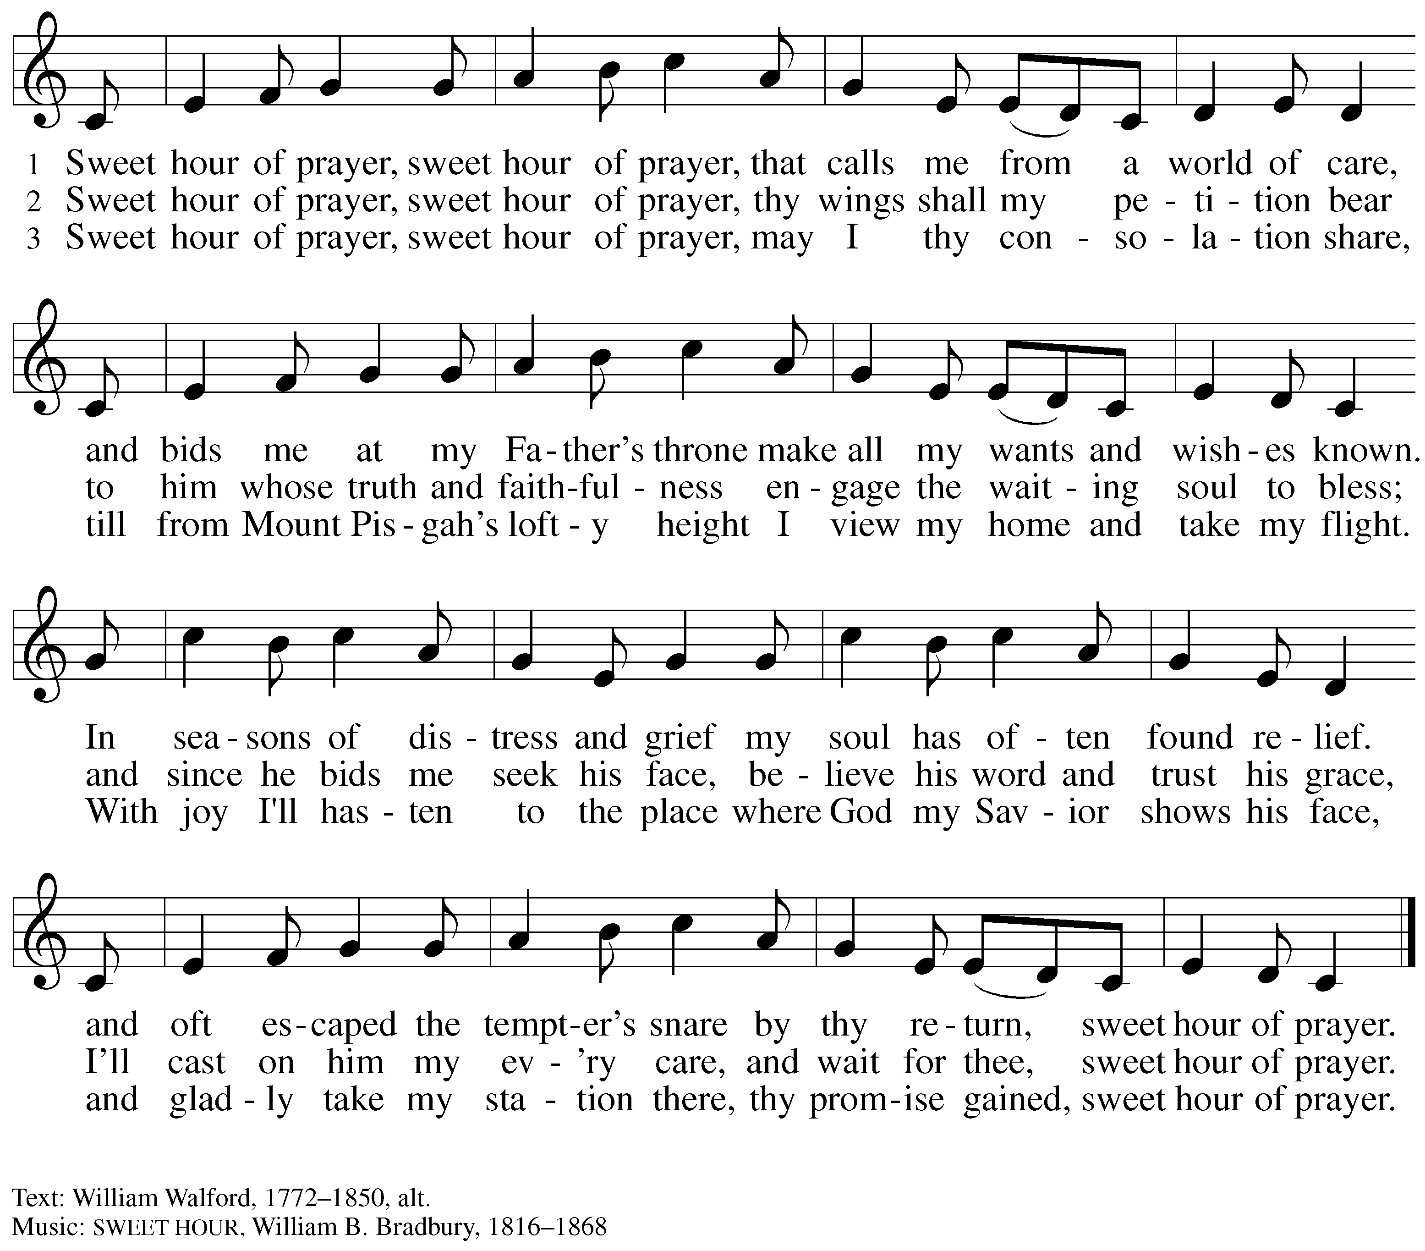 1 Sweet hour of prayer, sweet hour of prayer, that calls me from a world of care,
2 Sweet hour of prayer, sweet hour of prayer, thy wings shall my pe - ti - tion bear
3 Sweet hour of prayer, sweet hour of prayer, may I thy con - so - la - tion share,
and bids me at my Fa - ther's throne make all my wants and wish - es known.
to him whose truth and faith - ful - ness en - gage the wait - ing soul to bless;
till from Mount Pis - gah's loft - y height I view my home and take my flight.
In sea - sons of dis - tress and grief my soul has of - ten found re - lief.
and since he bids me seek his face, be - lieve his word and trust his grace,
With joy I'll has - ten to the place where God my Sav - ior shows his face,
and oft es - caped the tempt - er's snare by thy re - turn, sweet hour of prayer.
I'll cast on him my ev - 'ry care, and wait for thee, sweet hour of prayer.
and glad - ly take my sta - tion there, thy prom - ise gained, sweet hour of prayer.
Text: William Walford, 1772–1850, alt.
Music: SWEET HOUR, William B. Bradbury, 1816–1868